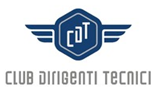 CDT
CLUB DIRIGENTI TECNICI